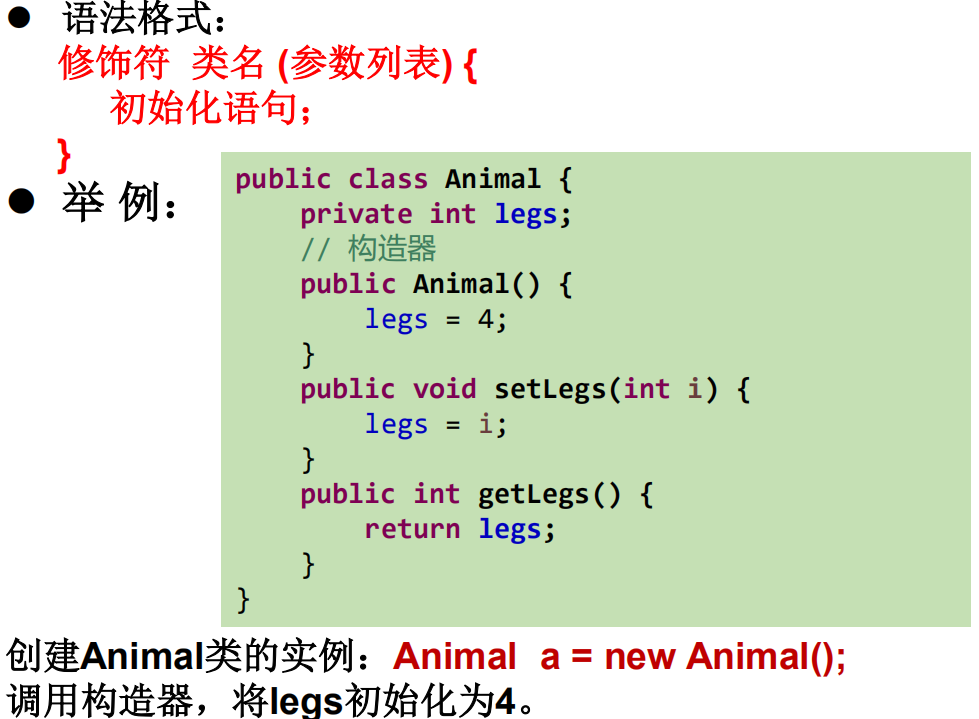 ● 语法格式：
修饰符 类名 (参数列表) {
初始化语句；
}
● 举 例：
public class Animal {
    private int legs;
    // 构造器
    public Animal() {
        legs = 4;
    }
    public void setLegs(int i) {
        legs = i;
    }
    public int getLegs() {
        return legs;
    }
}
创建Animal类的实例：Animal a = new Animal();
调用构造器，将legs初始化为4。